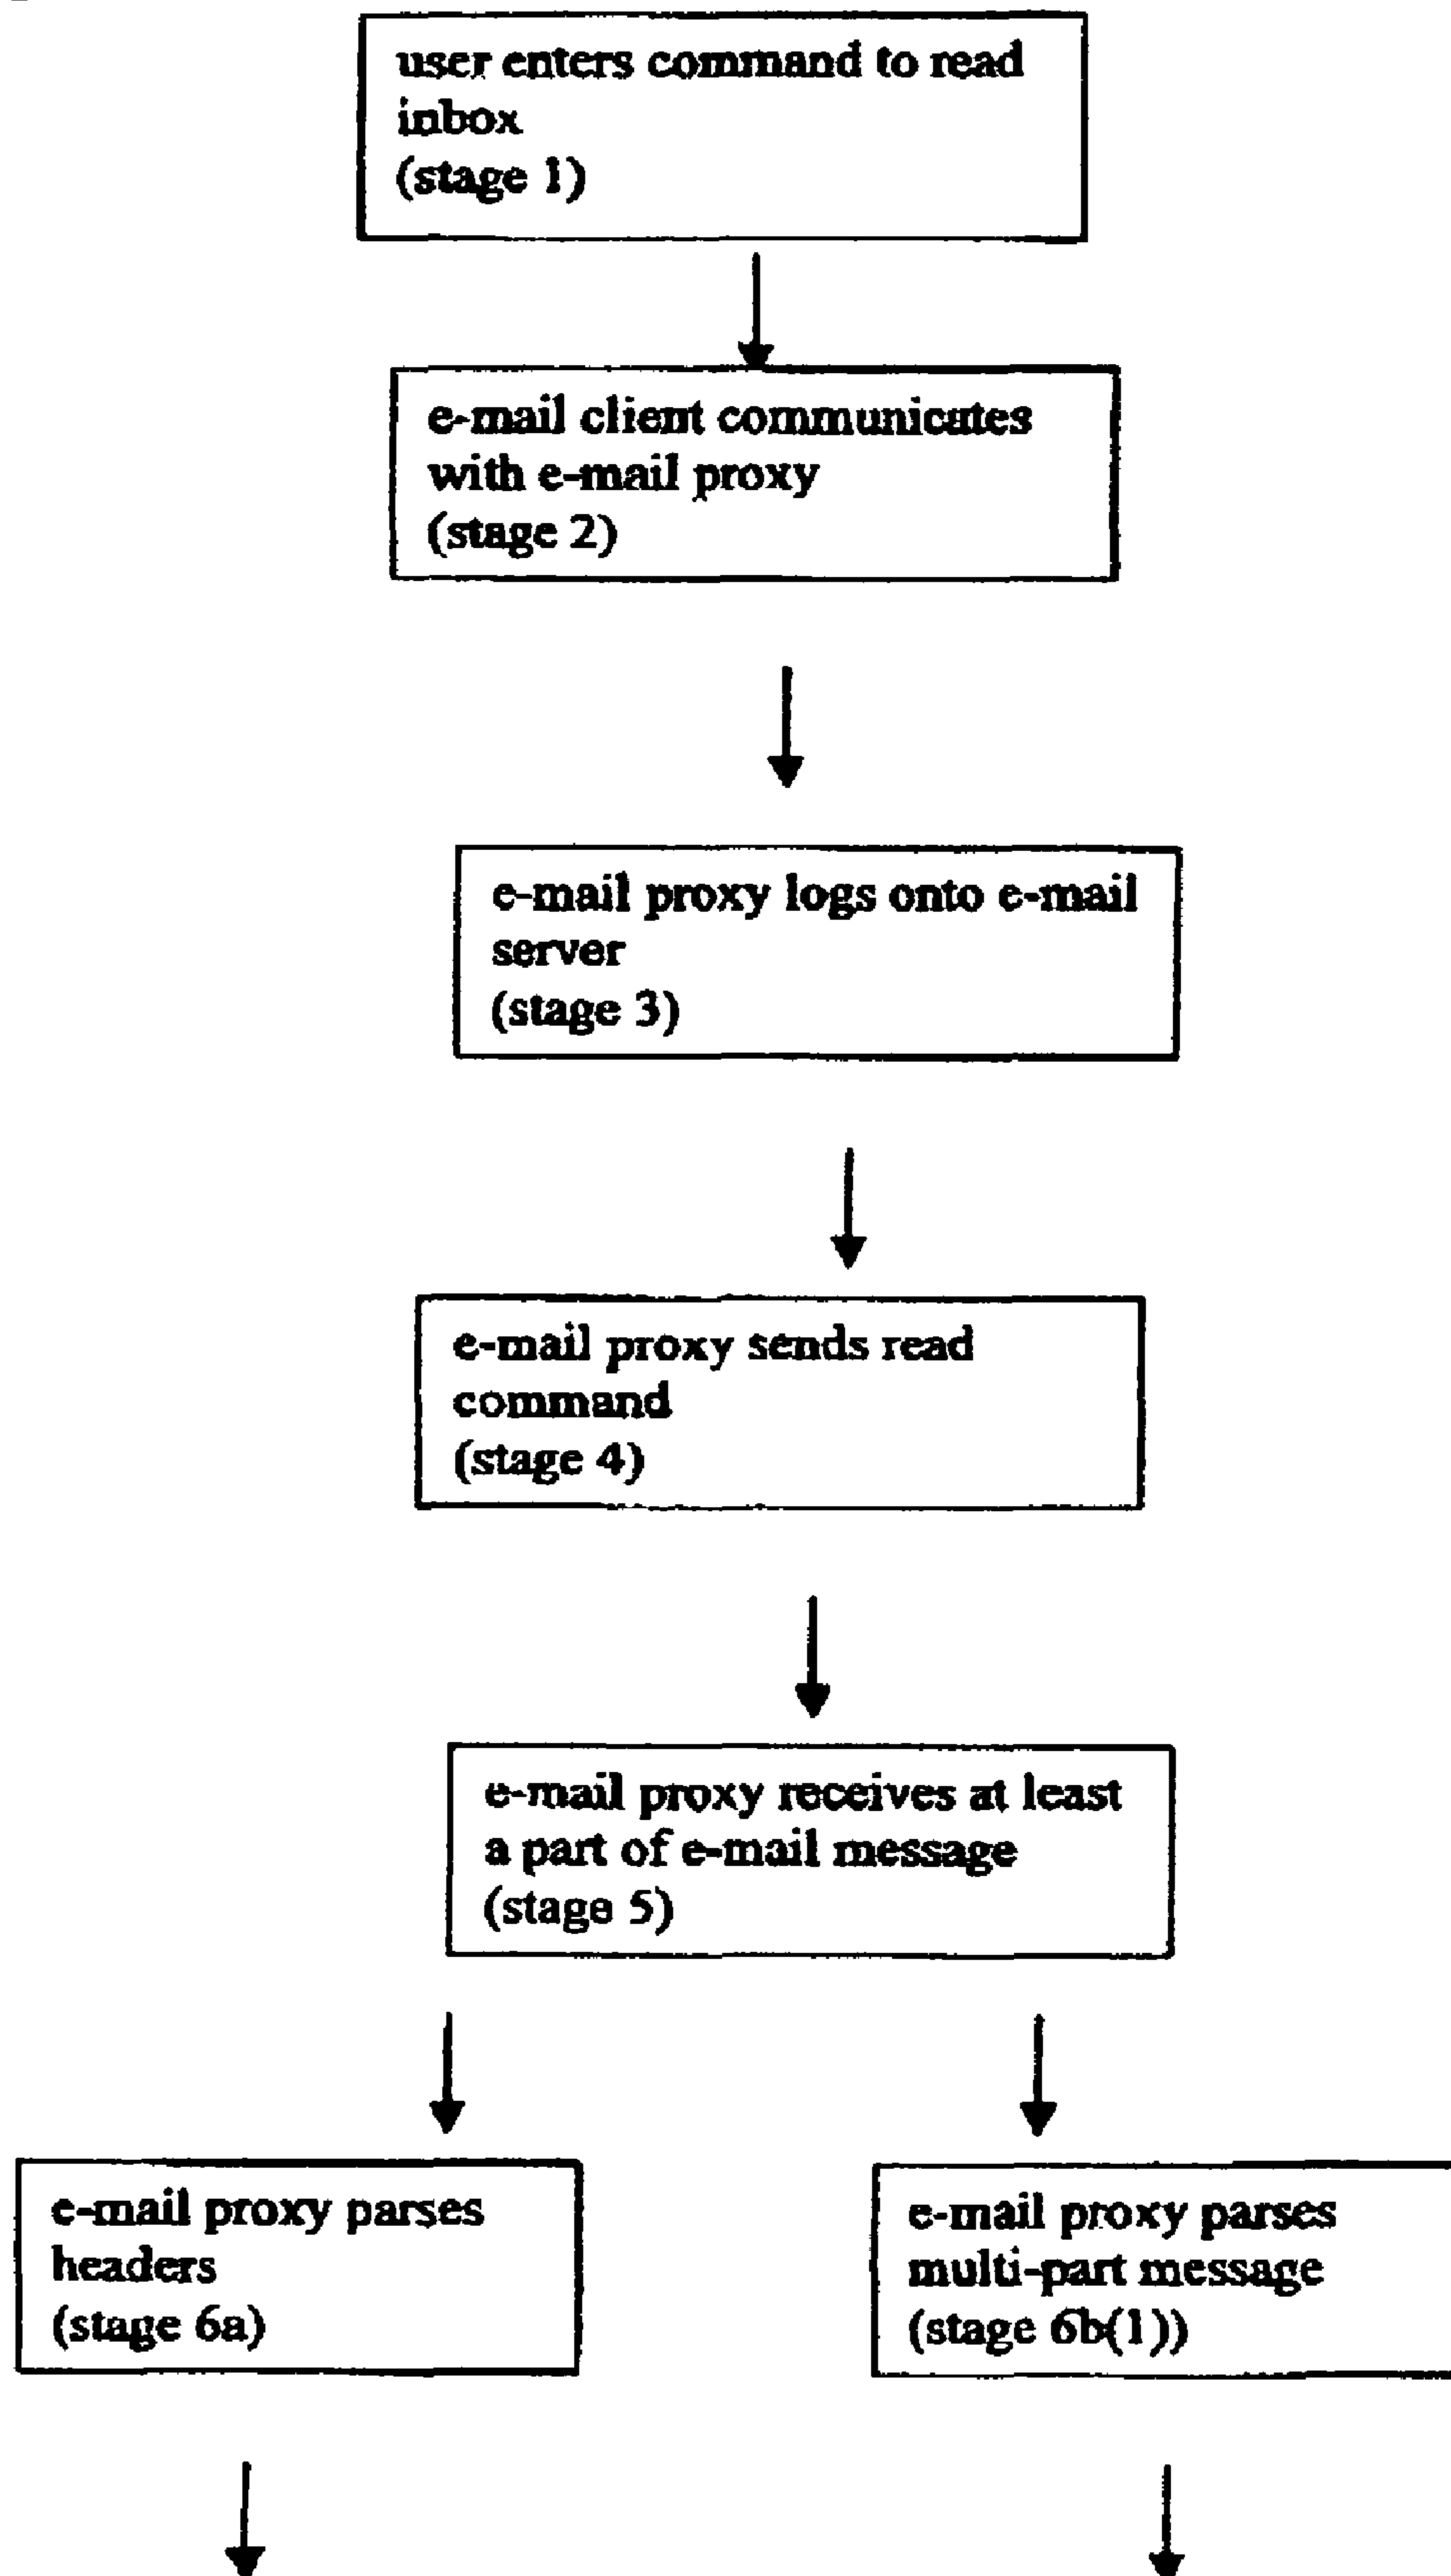 user enters command to read
inbox
(stage 1)
e-mail client communicates
with e-mail proxy
(stage 2)
e-mail proxy logs onto e-mail
server
(stage 3)
e-mail proxy sends read
command
(stage 4)
e-mail proxy receives at least
a part of e-mail message
(stage 5)
e-mail proxy parses
headers
(stage 6a)
e-mail proxy parses
multi-part message
(stage 6b(1))